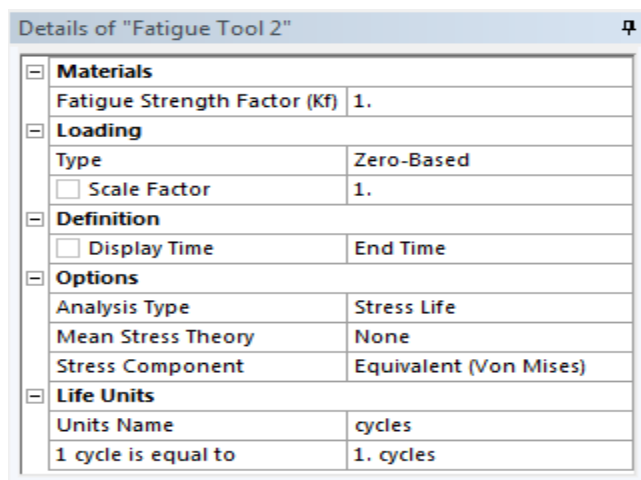 Details of "Fatigue Tool 2"
Materials
Fatigue Strength Factor (Kf) 1.
Loading
Type Zero-Based
Scale Factor 1.
Definition
Display Time End Time
Options
Analysis Type Stress Life
Mean Stress Theory None
Stress Component Equivalent (Von Mises)
Life Units
Units Name cycles
1 cycle is equal to 1. cycles